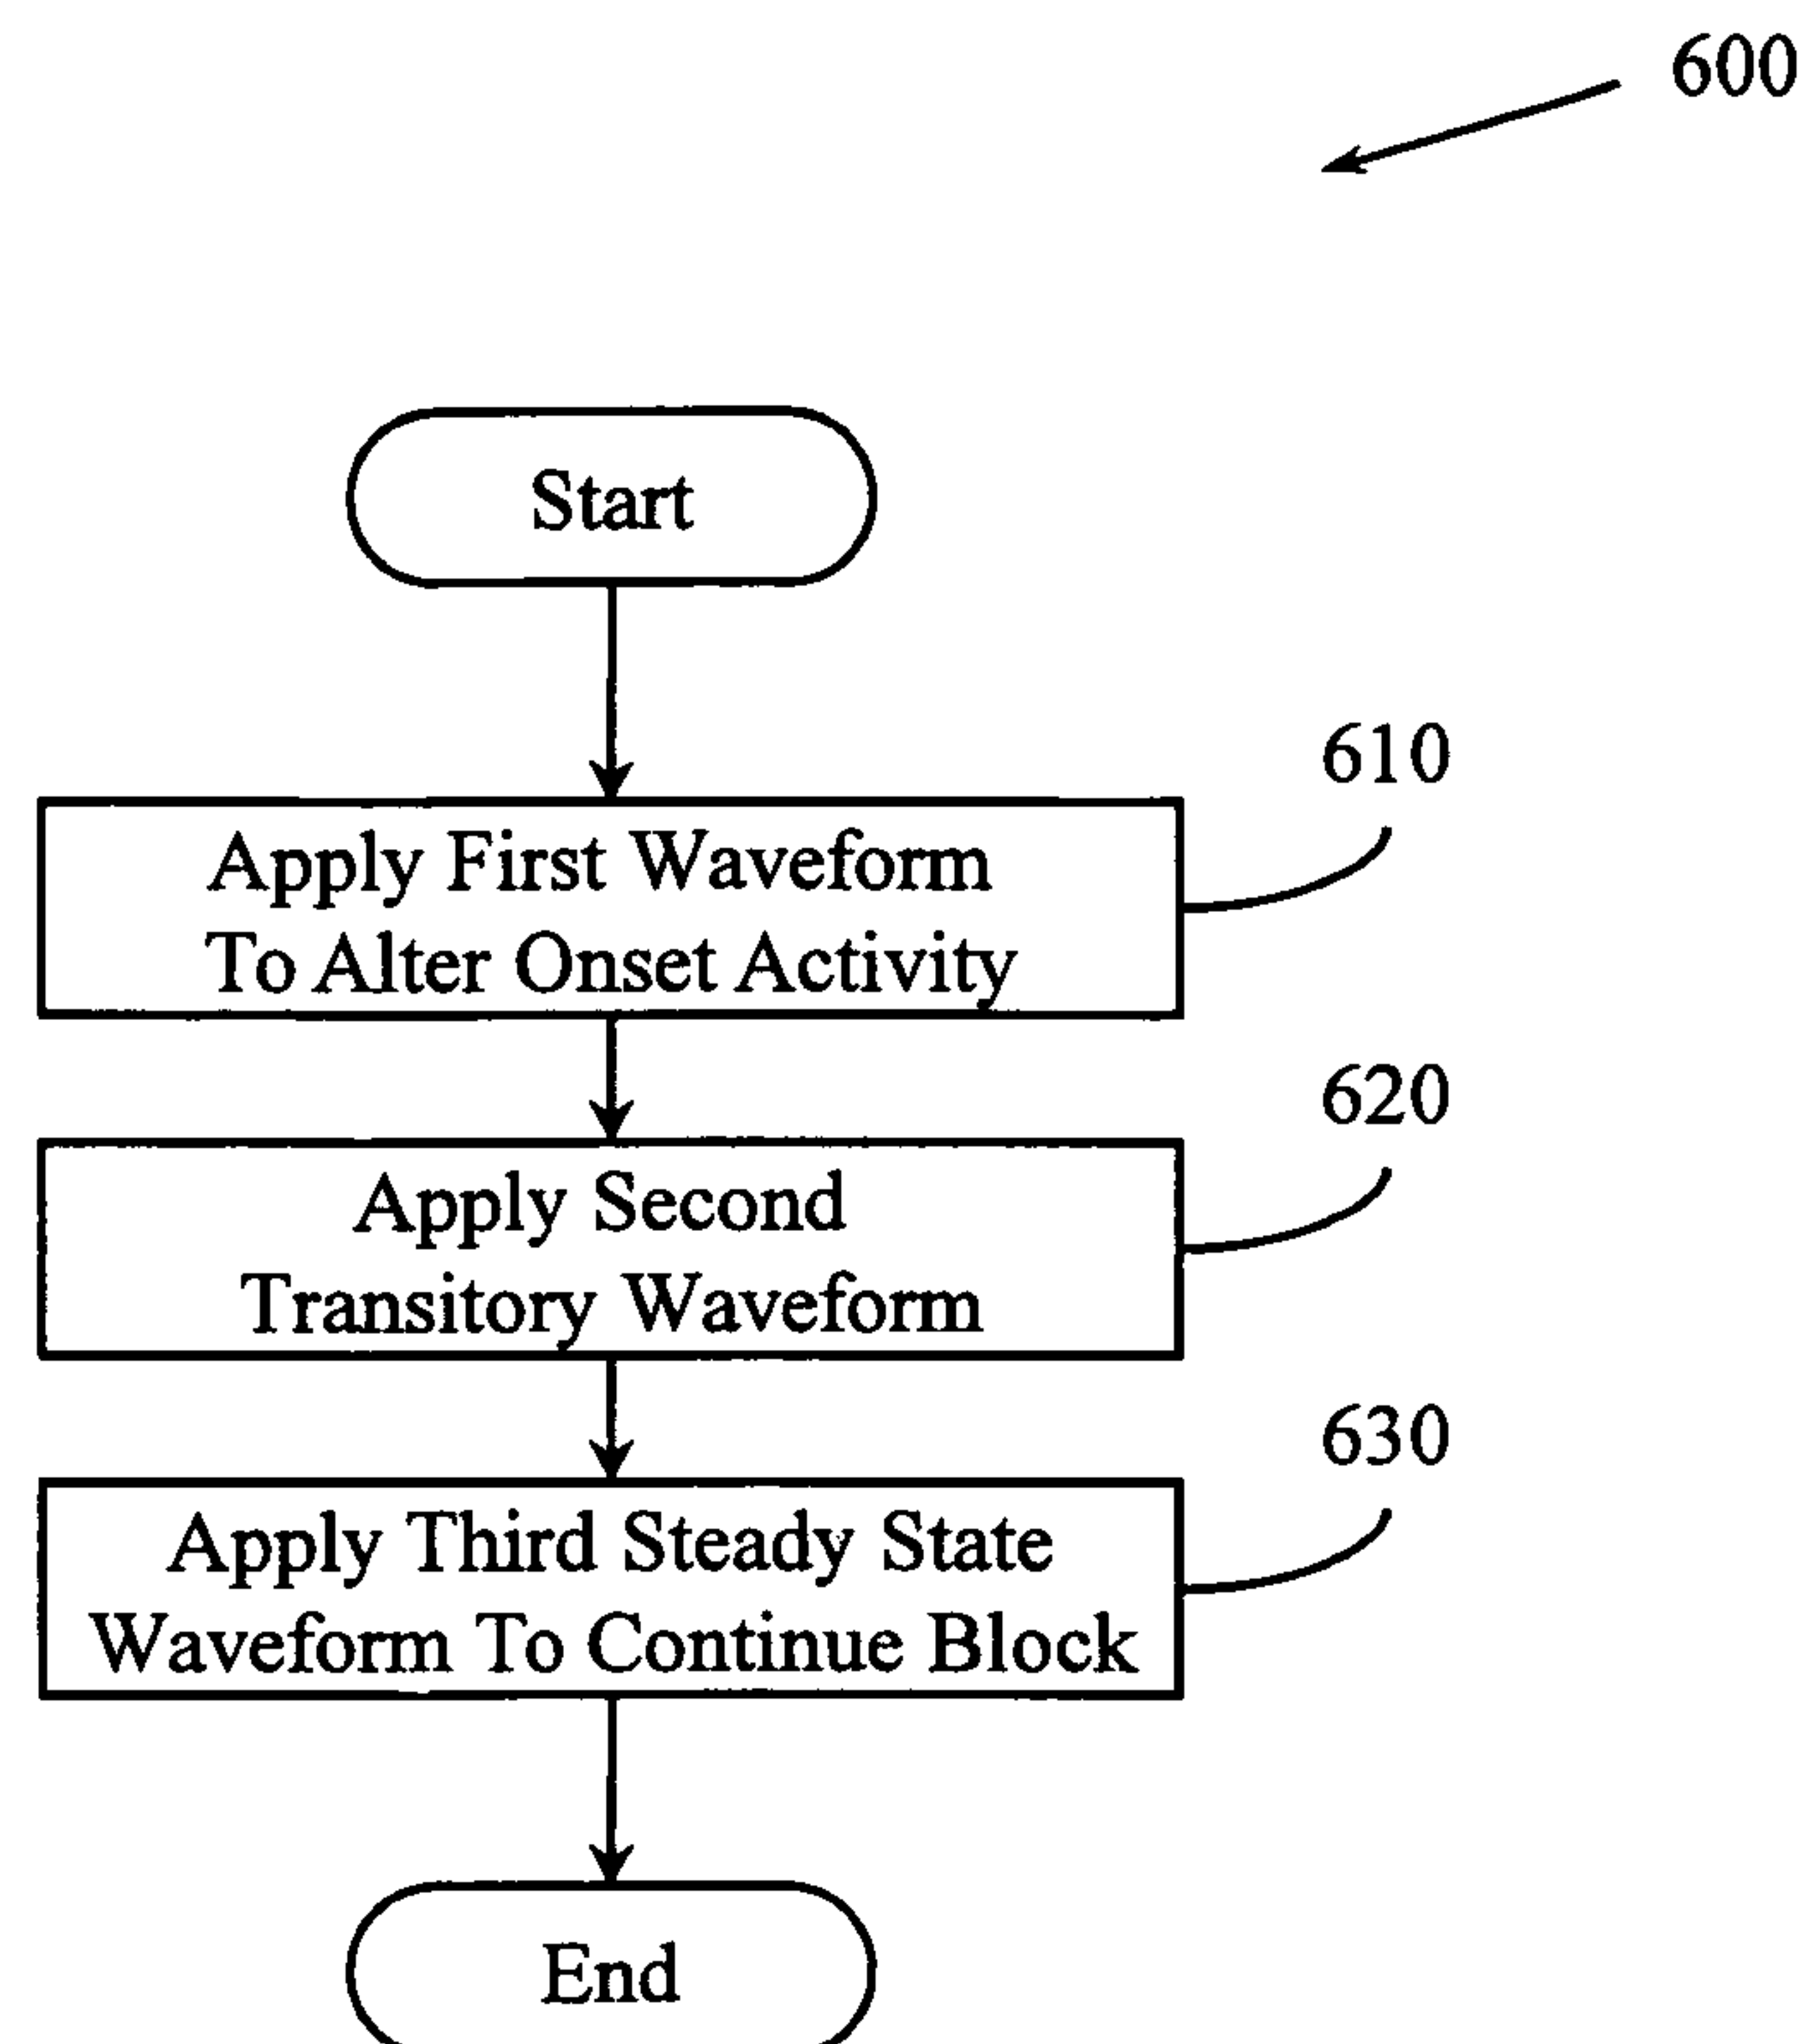 600
Start
610
Apply First Waveform
To Alter Onset Activity
620
Apply Second
Transitory Waveform
630
Apply Third Steady State
Waveform To Continue Block
End